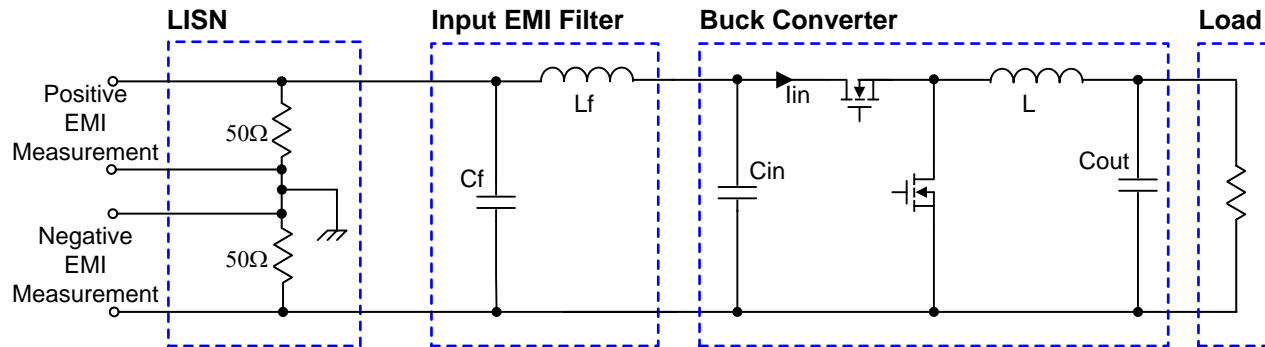 LISN
Input EMI Filter
Buck Converter
Load
Positive
EMI
Measurement
50Ω
Negative
EMI
Measurement
50Ω
Cf
Lf
Cin
Iin
L
Cout